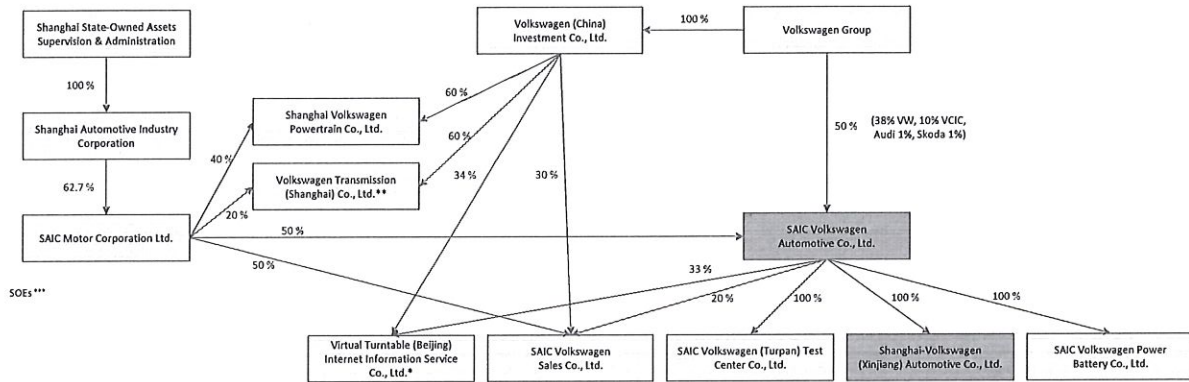 Shanghai State-Owned Assets
Supervision & Administration
Volkswagen (China)
Investment Co., Ltd.
100 %
Volkswagen Group
100 %
Shanghai Automotive Industry
Corporation
Shanghai Volkswagen
Powertrain Co., Ltd.
60 %
60 %
50 %
(38% VW, 10% VCIC,
Audi 1%, Skoda 1%)
40 %
62.7 %
Volkswagen Transmission
(Shanghai) Co., Ltd.**
34 %
30 %
20 %
SAIC Motor Corporation Ltd.
50 %
SAIC Volkswagen
Automotive Co., Ltd.
50 %
SOEs ***
33 %
20 %
100 %
100 %
100 %
Virtual Turntable (Beijing)
Internet Information Service
Co., Ltd.*
SAIC Volkswagen
Sales Co., Ltd.
SAIC Volkswagen (Turpan) Test
Center Co., Ltd.
Shanghai-Volkswagen
(Xinjiang) Automotive Co., Ltd.
SAIC Volkswagen Power
Battery Co., Ltd.